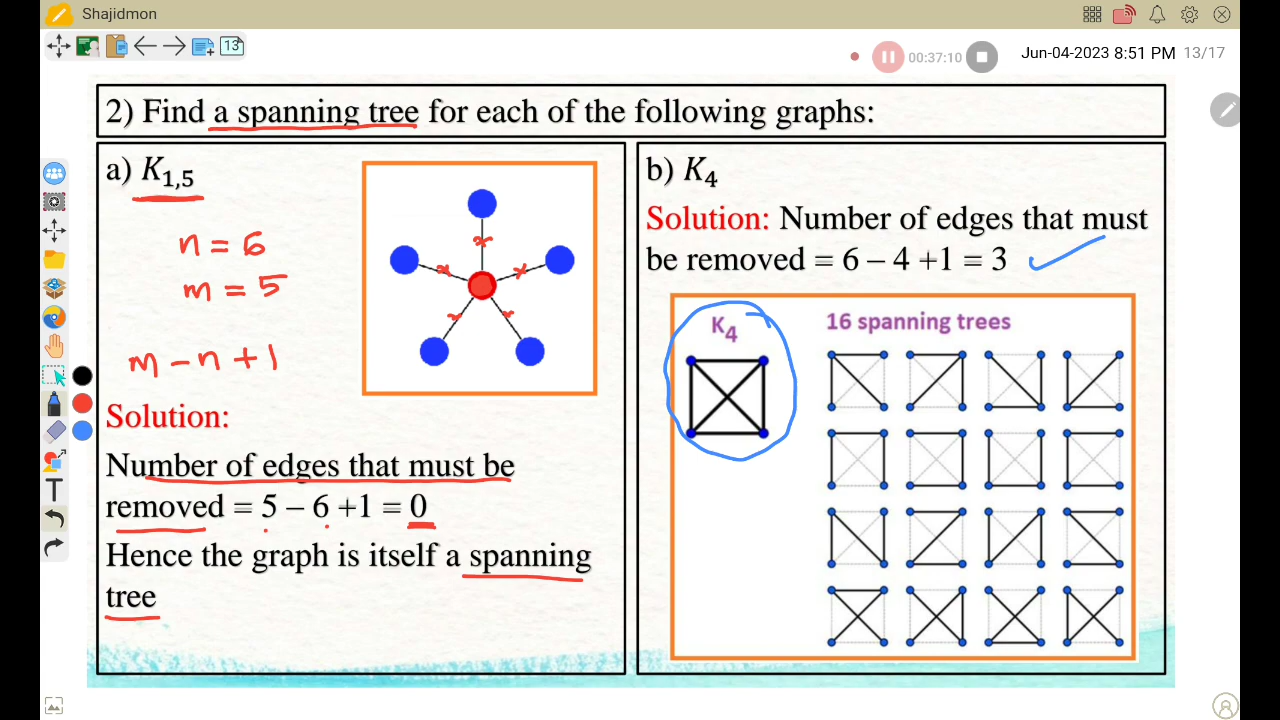 Shajidmon
13
00:37:10
Jun-04-2023 8:51 PM 13/17
2) Find a spanning tree for each of the following graphs:
a) K₁,₅
n = 6
m = 5
m – n + 1
Solution:
Number of edges that must be
removed = 5 – 6 +1 = 0
Hence the graph is itself a spanning
tree
b) K₄
Solution: Number of edges that must
be removed = 6 – 4 +1 = 3
K₄
16 spanning trees
T